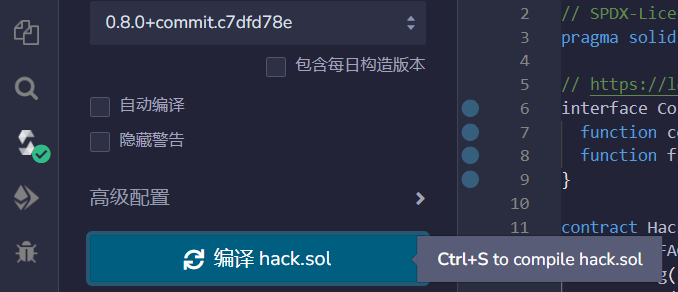 0.8.0+commit.c7dfd78e
包含每日构造版本
自动编译
隐藏警告
高级配置
编译 hack.sol
Ctrl+S to compile hack.sol
2 // SPDX-Lice
3 pragma solid
4
5 // https://l
6 interface Co
7 function c
8 function f
9 }
10
11 contract Hac
FA
g(